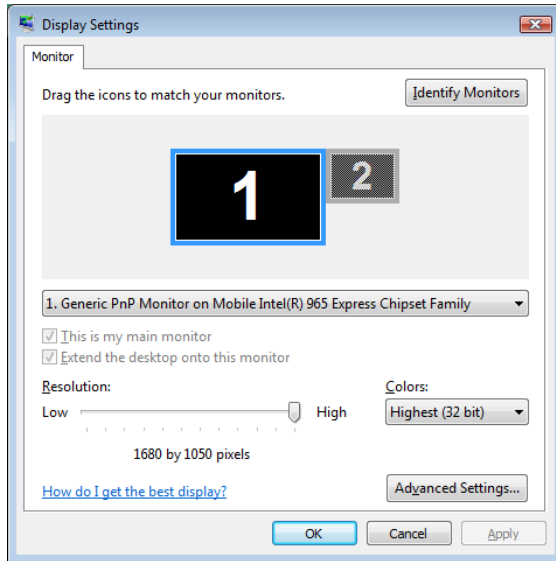 Display Settings
Monitor
Drag the icons to match your monitors.
Identify Monitors
1
2
1. Generic PnP Monitor on Mobile Intel(R) 965 Express Chipset Family
This is my main monitor
Extend the desktop onto this monitor
Resolution:
Colors:
Low
High
Highest (32 bit)
1680 by 1050 pixels
How do I get the best display?
Advanced Settings...
OK
Cancel
Apply